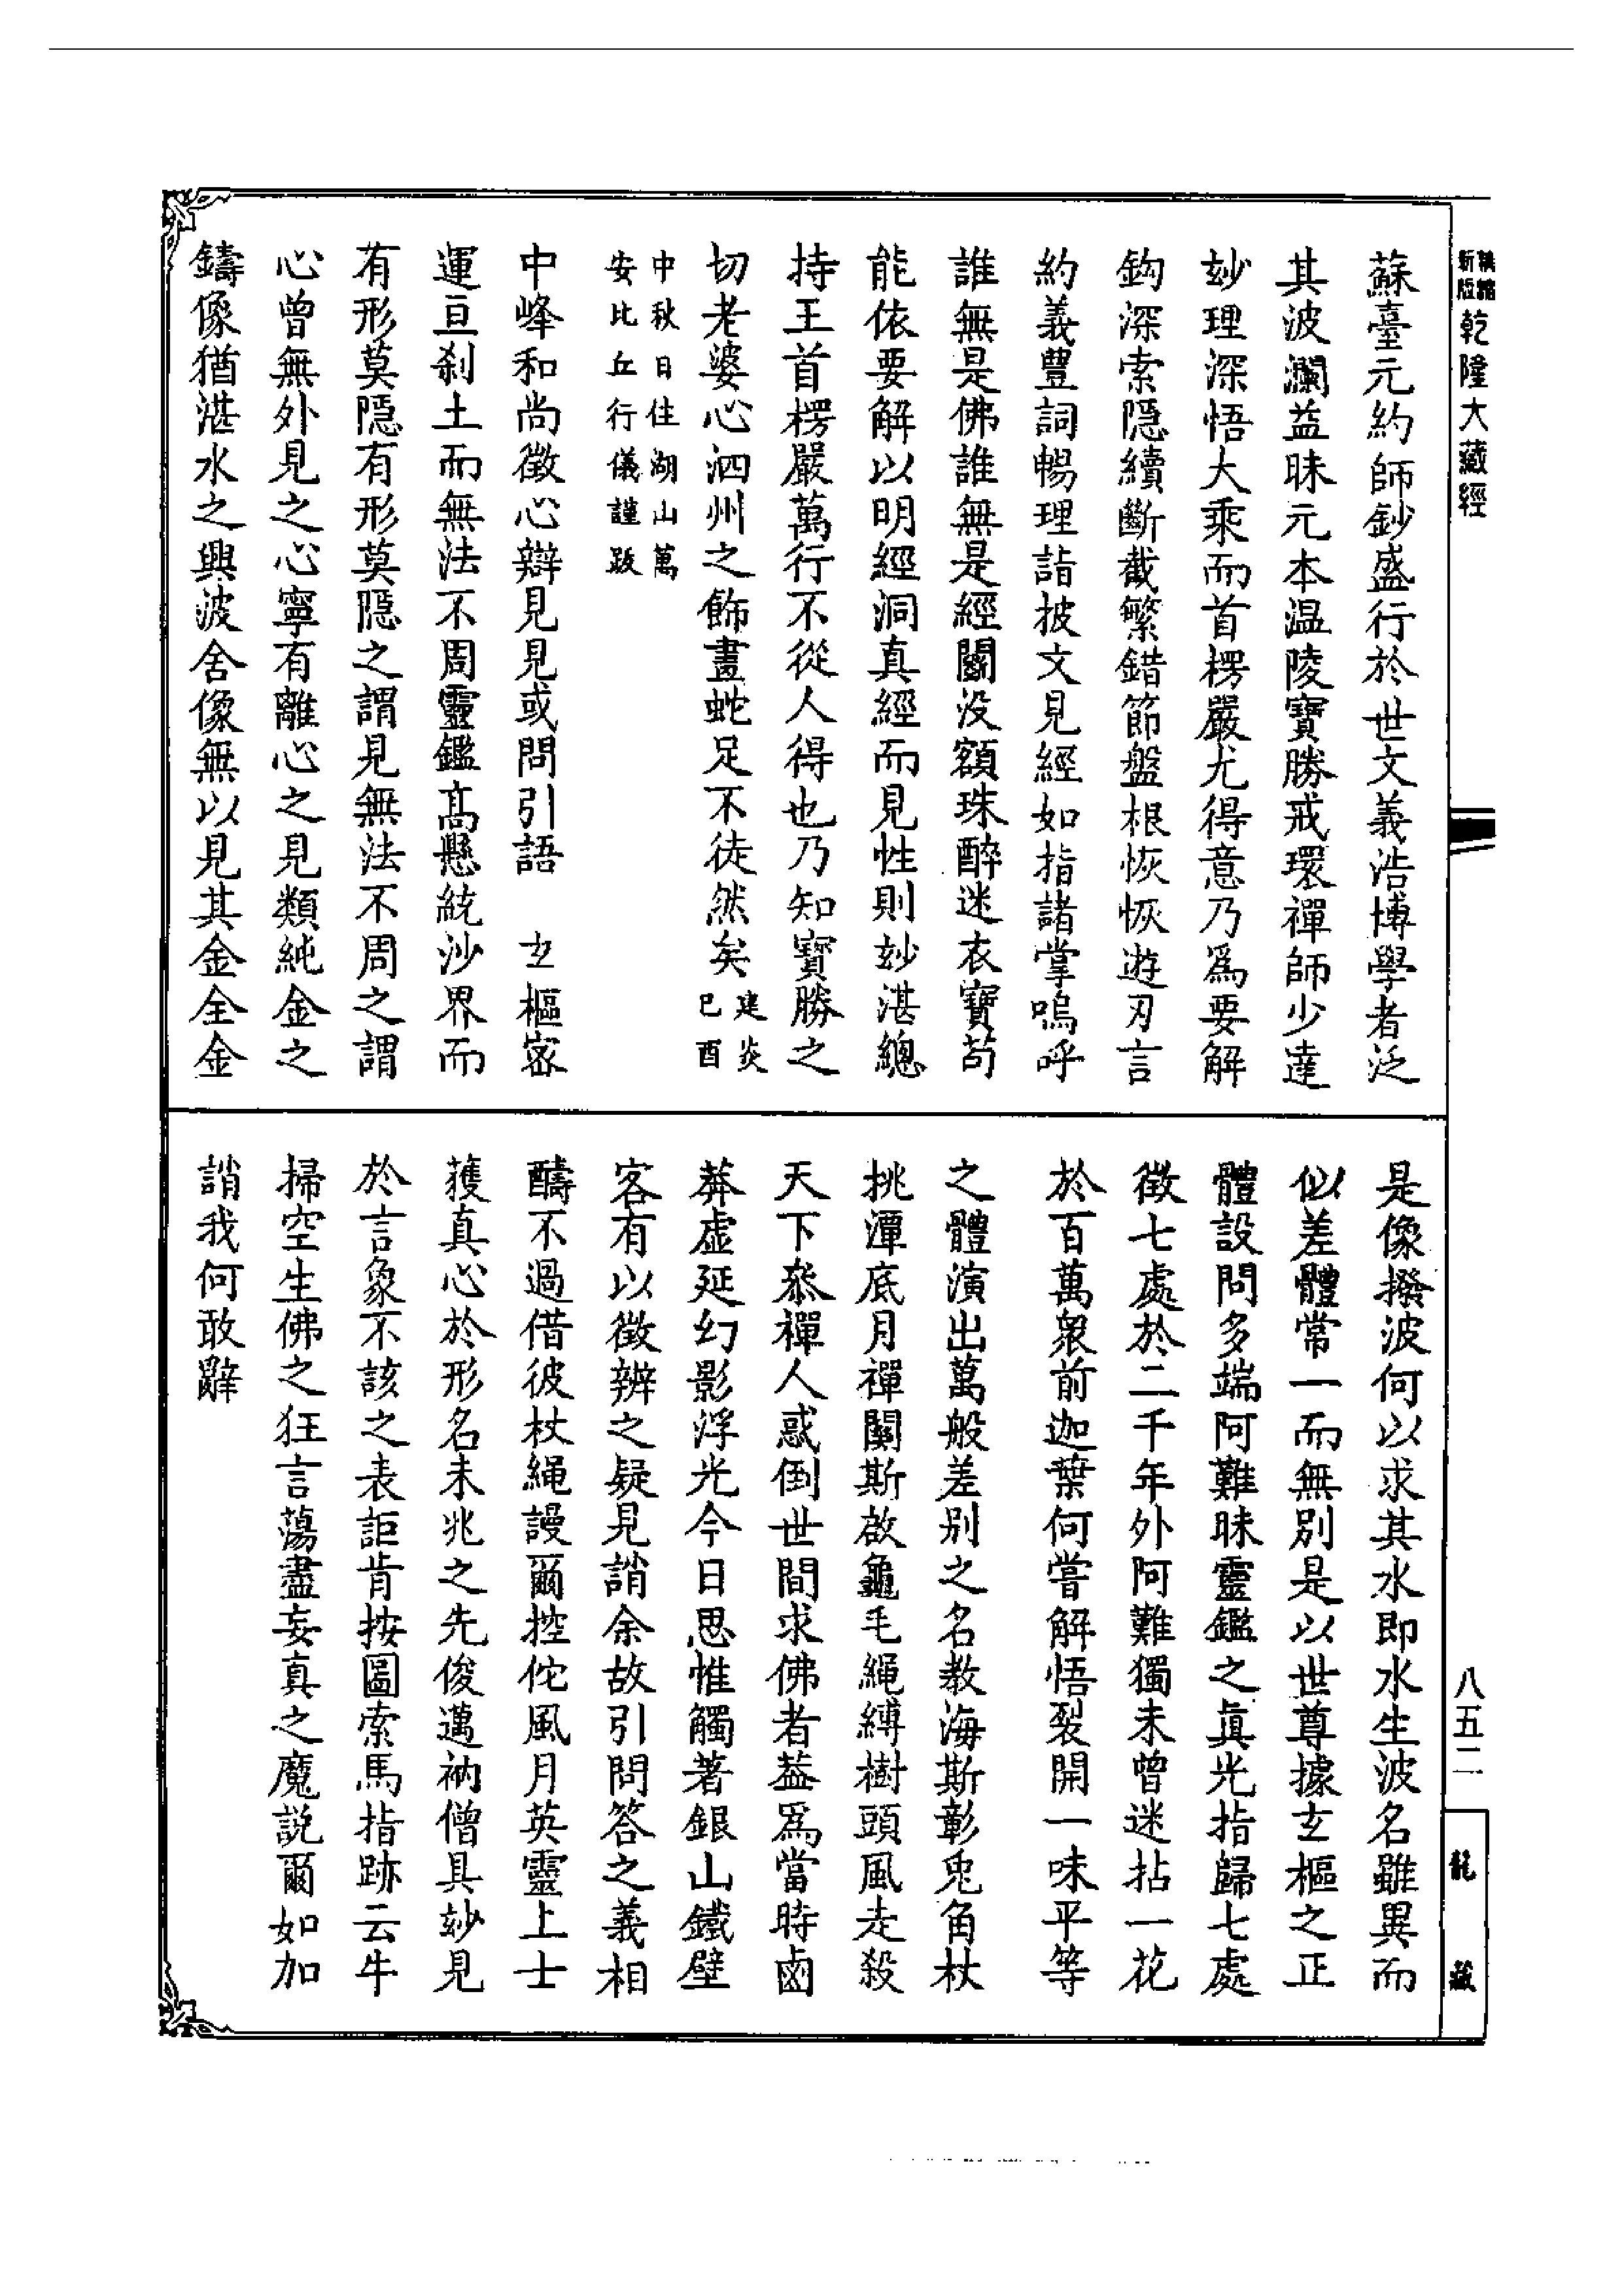 精縮新版乾隆大藏經
蘇臺元約師鈔盛行於世文義浩博學者泛
其波瀾益昧元本温陵寶勝戒環禪師少達
玅理深悟大乘而首楞嚴尤得意乃爲要解
鈎深索隱續斷截繁錯節盤根恢恢遊刃言
約義豐詞暢理詣披文見經如指諸掌嗚呼
誰無是佛誰無是經關没額珠醉迷衣寶苟
能依要解以明經洞真經而見性則玅湛總
持王首楞嚴萬行不從人得也乃知寶勝之
切老婆心泗州之飾畫蛇足不徒然矣建炎己酉
中秋日住湖山萬
安比丘行儀謹跋
中峰和尚徵心辯見見或問引語　玄樞宻
運亘刹土而無法不周靈鑑髙懸統沙界而
有形莫隱有形莫隱之謂見無法不周之謂
心曾無外見之心寧有離心之見類純金之
鑄像猶湛水之興波舍像無以見其金全金
是像撥波何以求其水即水生波名雖異而
似差體常一而無別是以世尊據玄樞之正
體設問多端阿難昧靈鑑之真光指歸七處
徵七處於二千年外阿難獨未曾迷拈一花
於百萬衆前迦葉何嘗解悟裂開一味平等
之體演出萬般差别之名教海斯彰兎角杖
挑潭底月禪關斯啟龜毛繩縛樹頭風走殺
天下叅禪人惑倒世間求佛者葢爲當時鹵
莽虚延幻影浮光今日思惟觸著銀山鐵壁
客有以徵辨之疑見誚余故引問答之義相
醻不過借彼杖繩謾爾控佗風月英靈上士
獲真心於形名未兆之先俊邁衲僧具玅見
於言象不該之表詎肯按圖索馬指跡云牛
掃空生佛之狂言蕩盡妄真之魔説爾如加
誚我何敢辭
八五二
龍藏